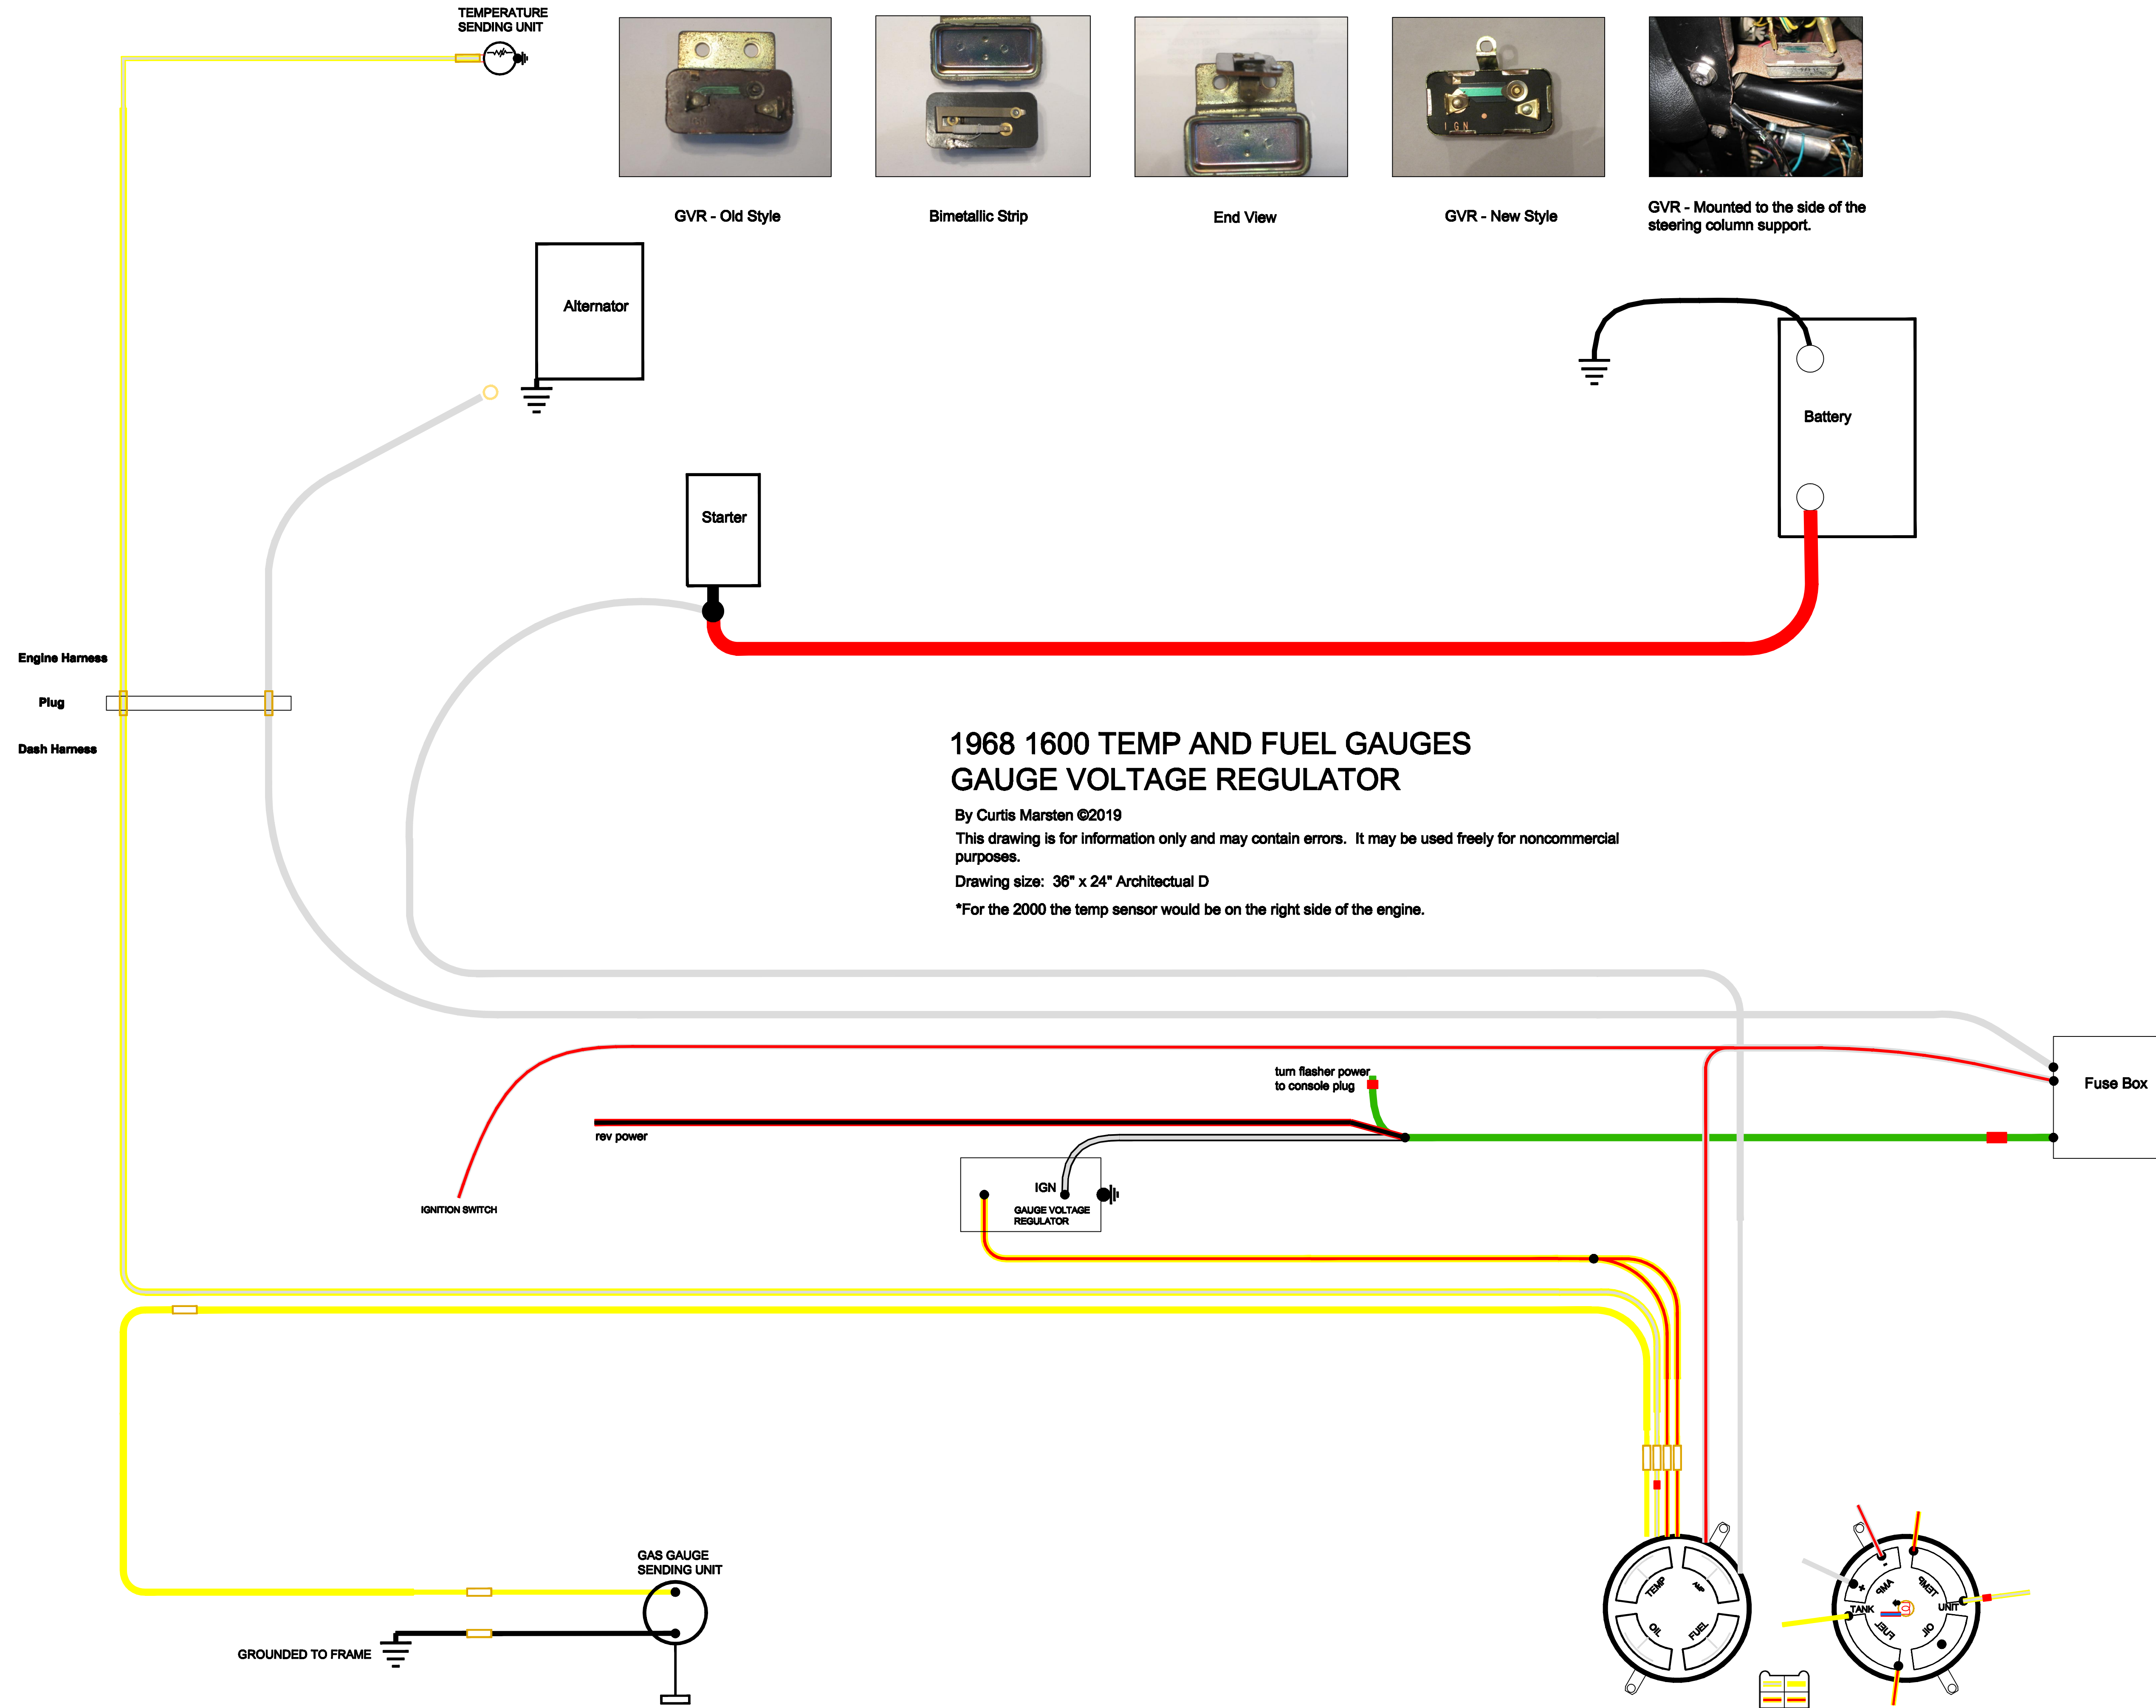 TEMPERATURE
SENDING UNIT
I G N
GVR - Old Style
Bimetallic Strip
End View
GVR - New Style
GVR - Mounted to the side of the
steering column support.
Alternator
Battery
Starter
Engine Harness
Plug
Dash Harness
1968 1600 TEMP AND FUEL GAUGES
GAUGE VOLTAGE REGULATOR
By Curtis Marsten ©2019
This drawing is for information only and may contain errors. It may be used freely for noncommercial
purposes.
Drawing size: 36" x 24" Architectual D
*For the 2000 the temp sensor would be on the right side of the engine.
turn flasher power
to console plug
Fuse Box
rev power
IGN
GAUGE VOLTAGE
REGULATOR
IGNITION SWITCH
GAS GAUGE
SENDING UNIT
GROUNDED TO FRAME
TEMP
AMP
OIL
FUEL
-
+
AMP
TEMP
TANK
UNIT
FUEL
OIL